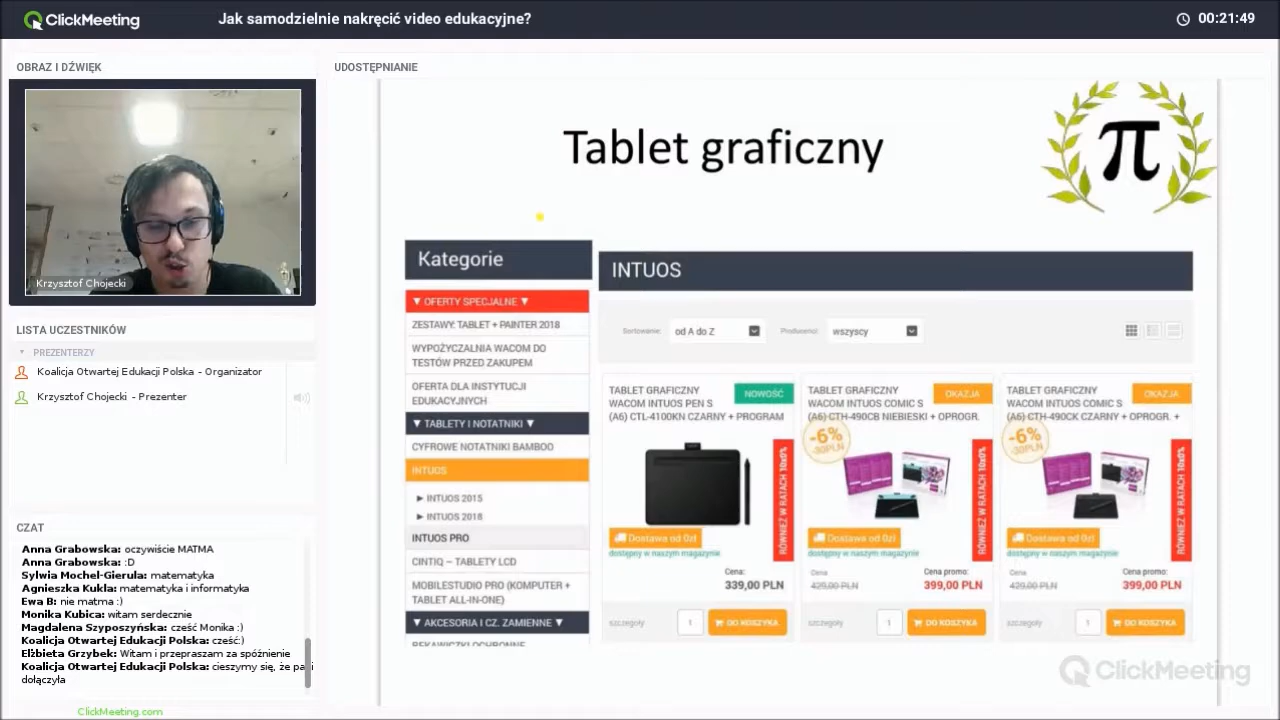 ClickMeeting
Jak samodzielnie nakręcić video edukacyjne?
00:21:49
OBRAZ I DŹWIĘK
Krzysztof Chojecki
LISTA UCZESTNIKÓW
PREZENTERZY
Koalicja Otwartej Edukacji Polska - Organizator
Krzysztof Chojecki - Prezenter
CZAT
Anna Grabowska: oczywiście MATMA
Anna Grabowska: :D
Sylwia Mochel-Gierula: matematyka
Agnieszka Kukla: matematyka i informatyka
Ewa B: nie matma :)
Monika Kubica: witam serdecznie
Magdalena Szyposzyńska: cześć Monika :)
Koalicja Otwartej Edukacji Polska: cześć:)
Elżbieta Grzybek: Witam i przepraszam za spóźnienie
Koalicja Otwartej Edukacji Polska: cieszymy się, że pani
dołączyła
ClickMeeting.com
UDOSTĘPNIANIE
Tablet graficzny
π
Kategorie
▼ OFERTY SPECJALNE ▼
ZESTAWY: TABLET + PAINTER 2018
WYPOŻYCZALNIA WACOM DO
TESTÓW PRZED ZAKUPEM
OFERTA DLA INSTYTUCJI
EDUKACYJNYCH
▼ TABLETY I NOTATNIKI ▼
CYFROWE NOTATNIKI BAMBOO
INTUOS
► INTUOS 2015
► INTUOS 2018
INTUOS PRO
CINTIQ – TABLETY LCD
MOBILESTUDIO PRO (KOMPUTER +
TABLET ALL-IN-ONE)
▼ AKCESORIA I CZ. ZAMIENNE ▼
RĘKAWICZKI OCHRONNE
INTUOS
Sortowanie: od A do Z Producenci: wszyscy
TABLET GRAFICZNY
WACOM INTUOS PEN S
(A6) CTL-4100KN CZARNY + PROGRAM
NOWOŚĆ
RÓWNIEŻ W RATACH 10x0%
Dostawa od 0zł
dostępny w naszym magazynie
Cena:
339,00 PLN
szczegóły 1 DO KOSZYKA
TABLET GRAFICZNY
WACOM INTUOS COMIC S
(A6) CTH-490CB NIEBIESKI + OPROGR.
OKAZJA
-6%
-30PLN
RÓWNIEŻ W RATACH 10x0%
Dostawa od 0zł
dostępny w naszym magazynie
Cena: Cena promo:
429,00 PLN 399,00 PLN
szczegóły 1 DO KOSZYKA
TABLET GRAFICZNY
WACOM INTUOS COMIC S
(A6) CTH-490CK CZARNY + OPROGR. +
OKAZJA
-6%
-30PLN
RÓWNIEŻ W RATACH 10x0%
Dostawa od 0zł
dostępny w naszym magazynie
Cena: Cena promo:
429,00 PLN 399,00 PLN
szczegóły 1 DO KOSZYKA
ClickMeeting